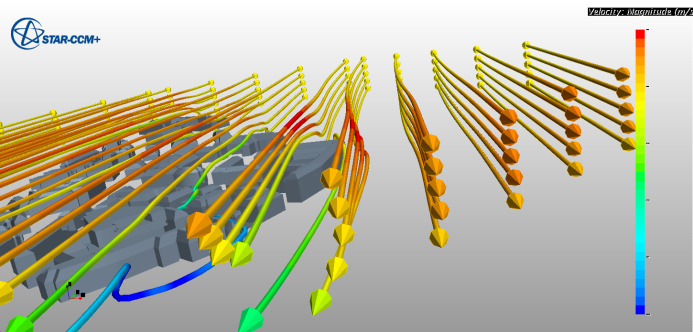 STAR-CCM+
Velocity: Magnitude (m/s